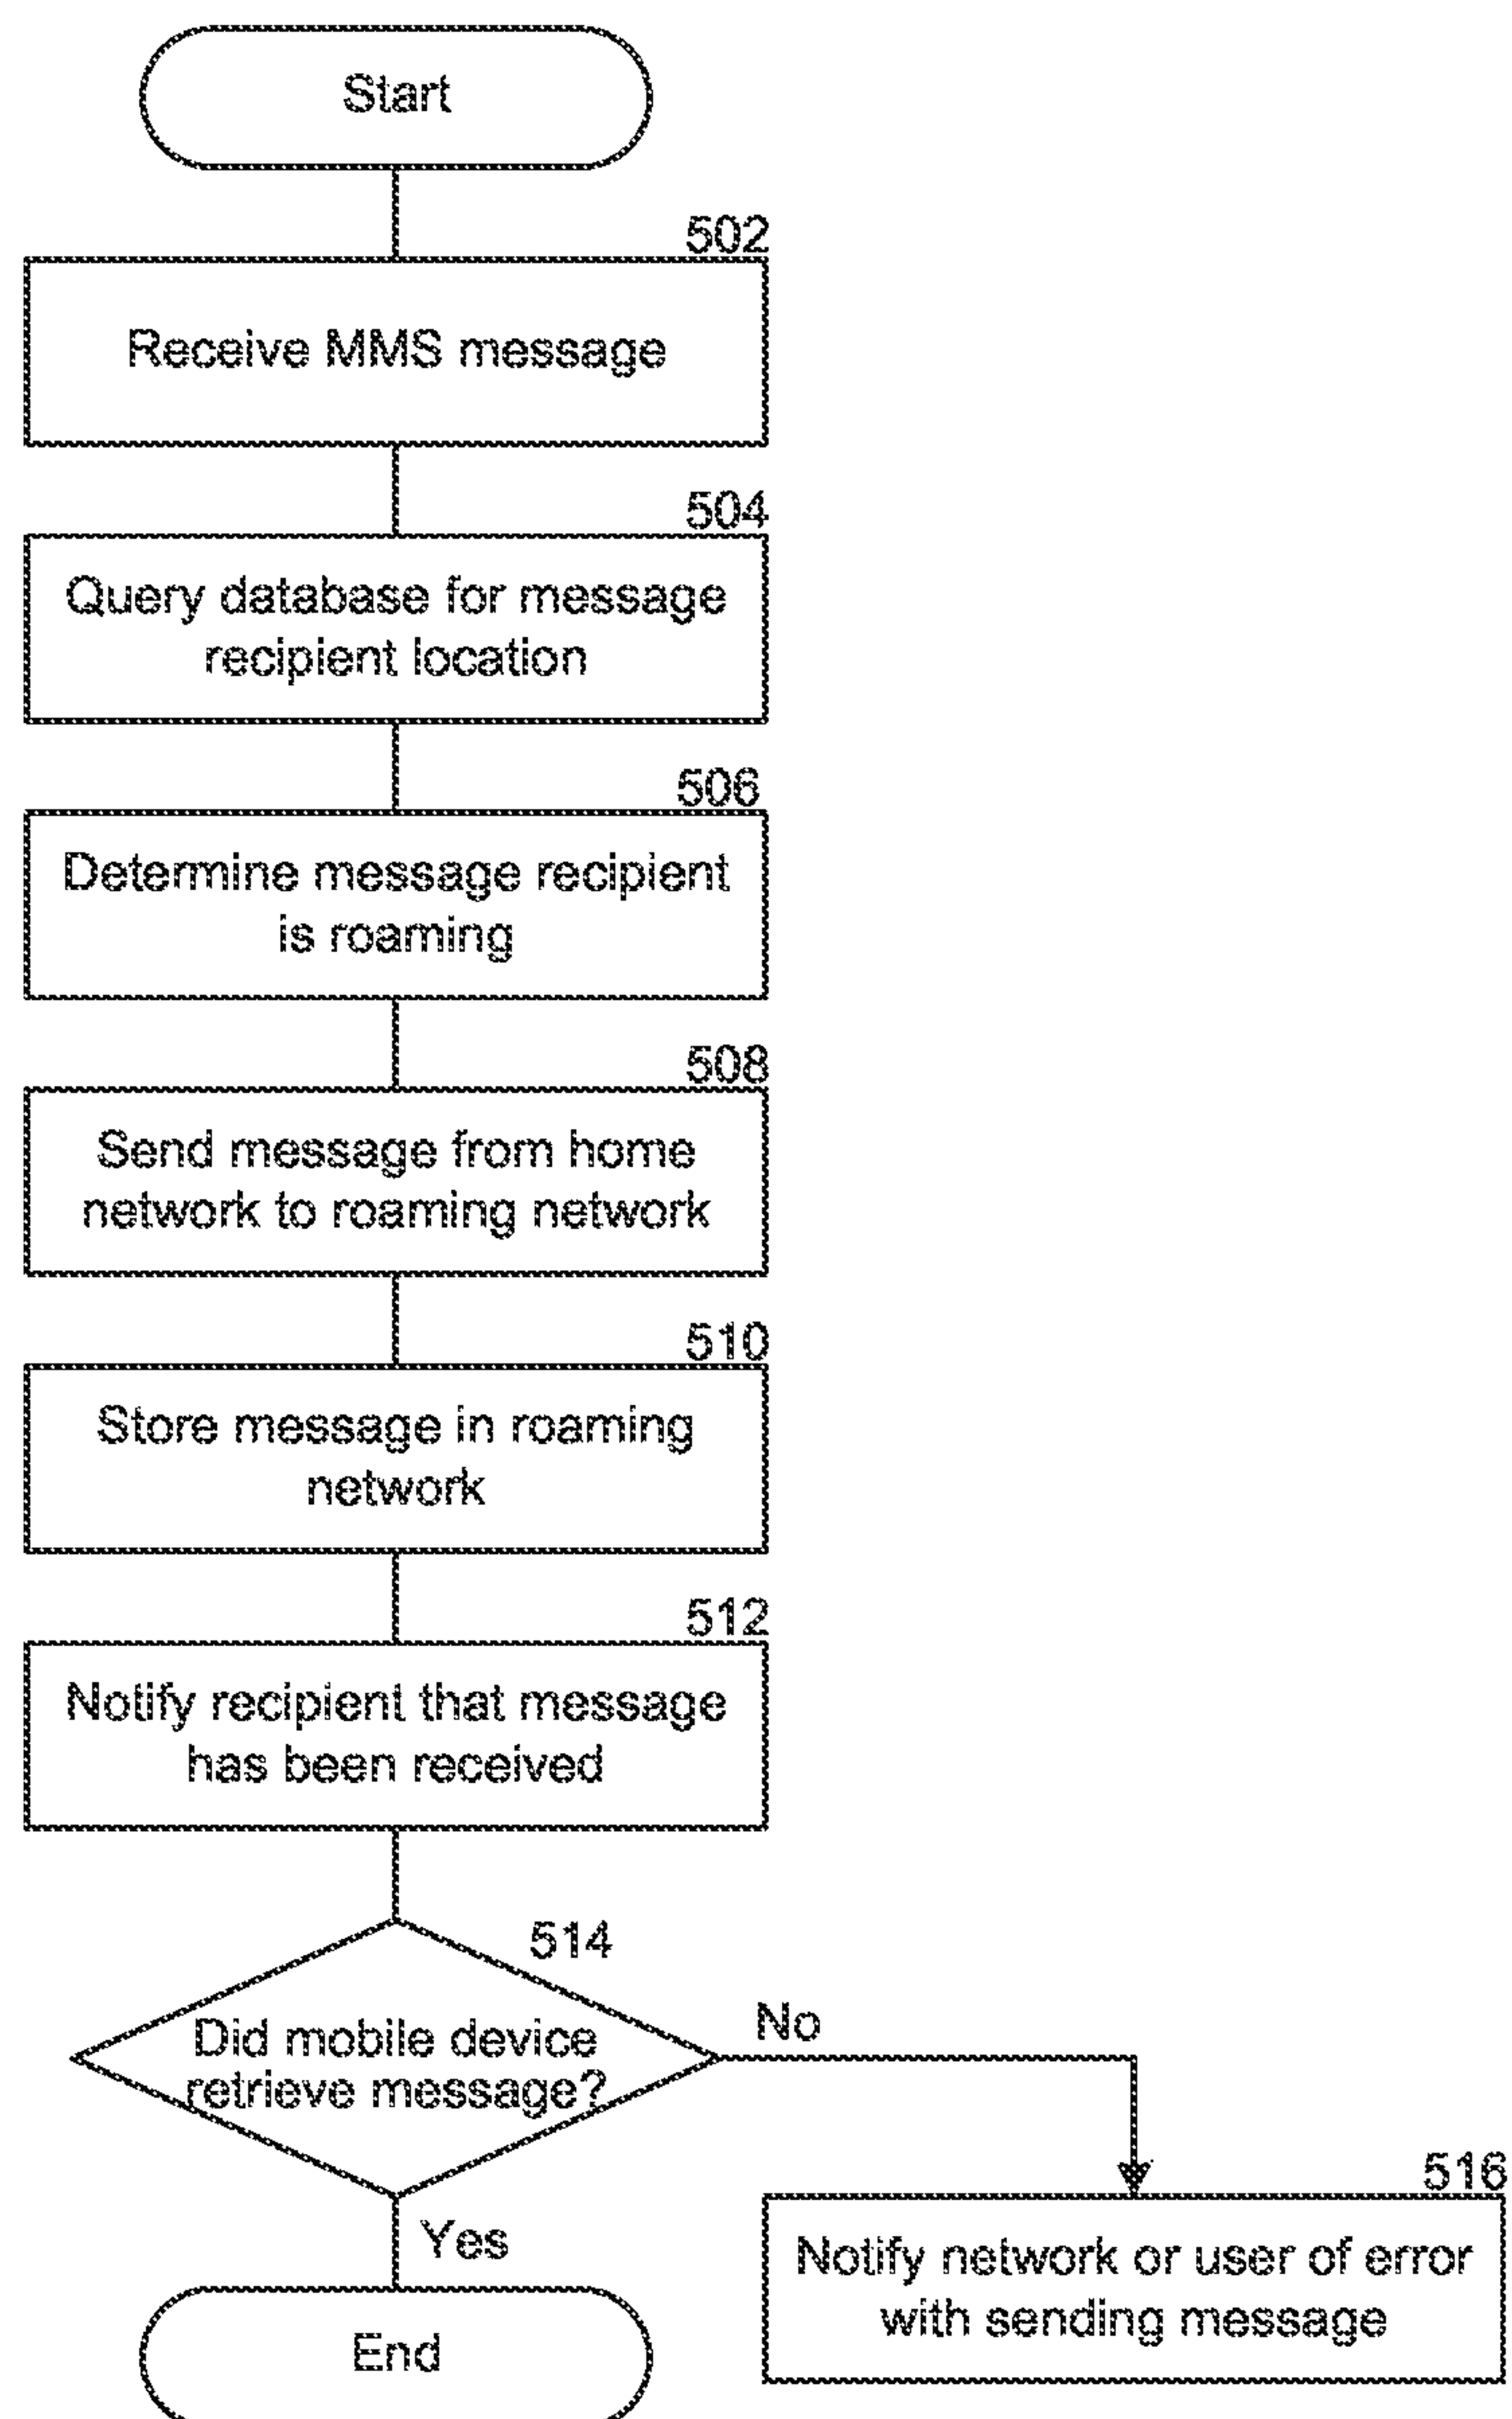 Start
502
Receive MMS message
504
Query database for message
recipient location
506
Determine message recipient
is roaming
508
Send message from home
network to roaming network
510
Store message in roaming
network
512
Notify recipient that message
has been received
514
Did mobile device
retrieve message?
No
Yes
516
Notify network or user of error
with sending message
End